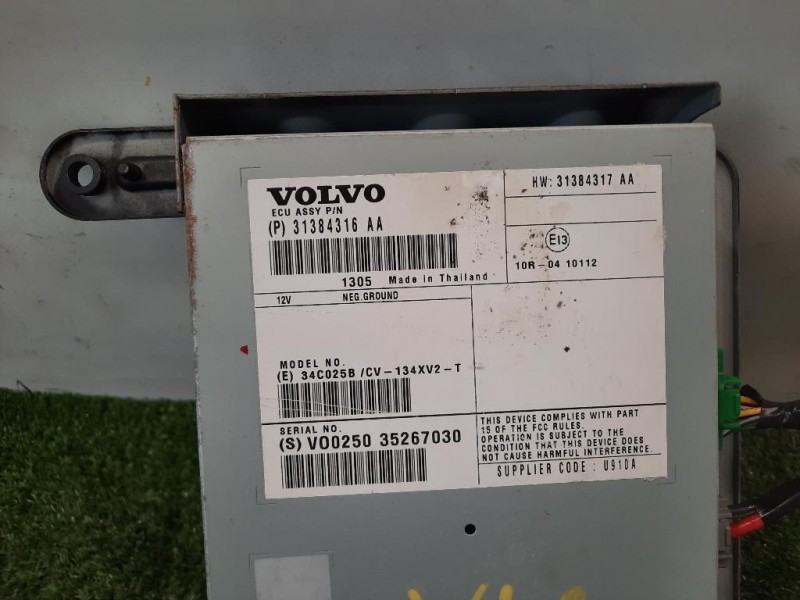 VOLVO
ECU ASSY P/N
(P) 31384316 AA
1305 Made in Thailand
HW: 31384317 AA
E13
10R-04 10112
12V NEG.GROUND
MODEL NO.
(E) 34C025B /CV-134XV2-T
SERIAL NO.
(S) VO0250 35267030
THIS DEVICE COMPLIES WITH PART
15 OF THE FCC RULES.
OPERATION IS SUBJECT TO THE
CONDITION THAT THIS DEVICE DOES
NOT CAUSE HARMFUL INTERFERENCE.
SUPPLIER CODE : U910A